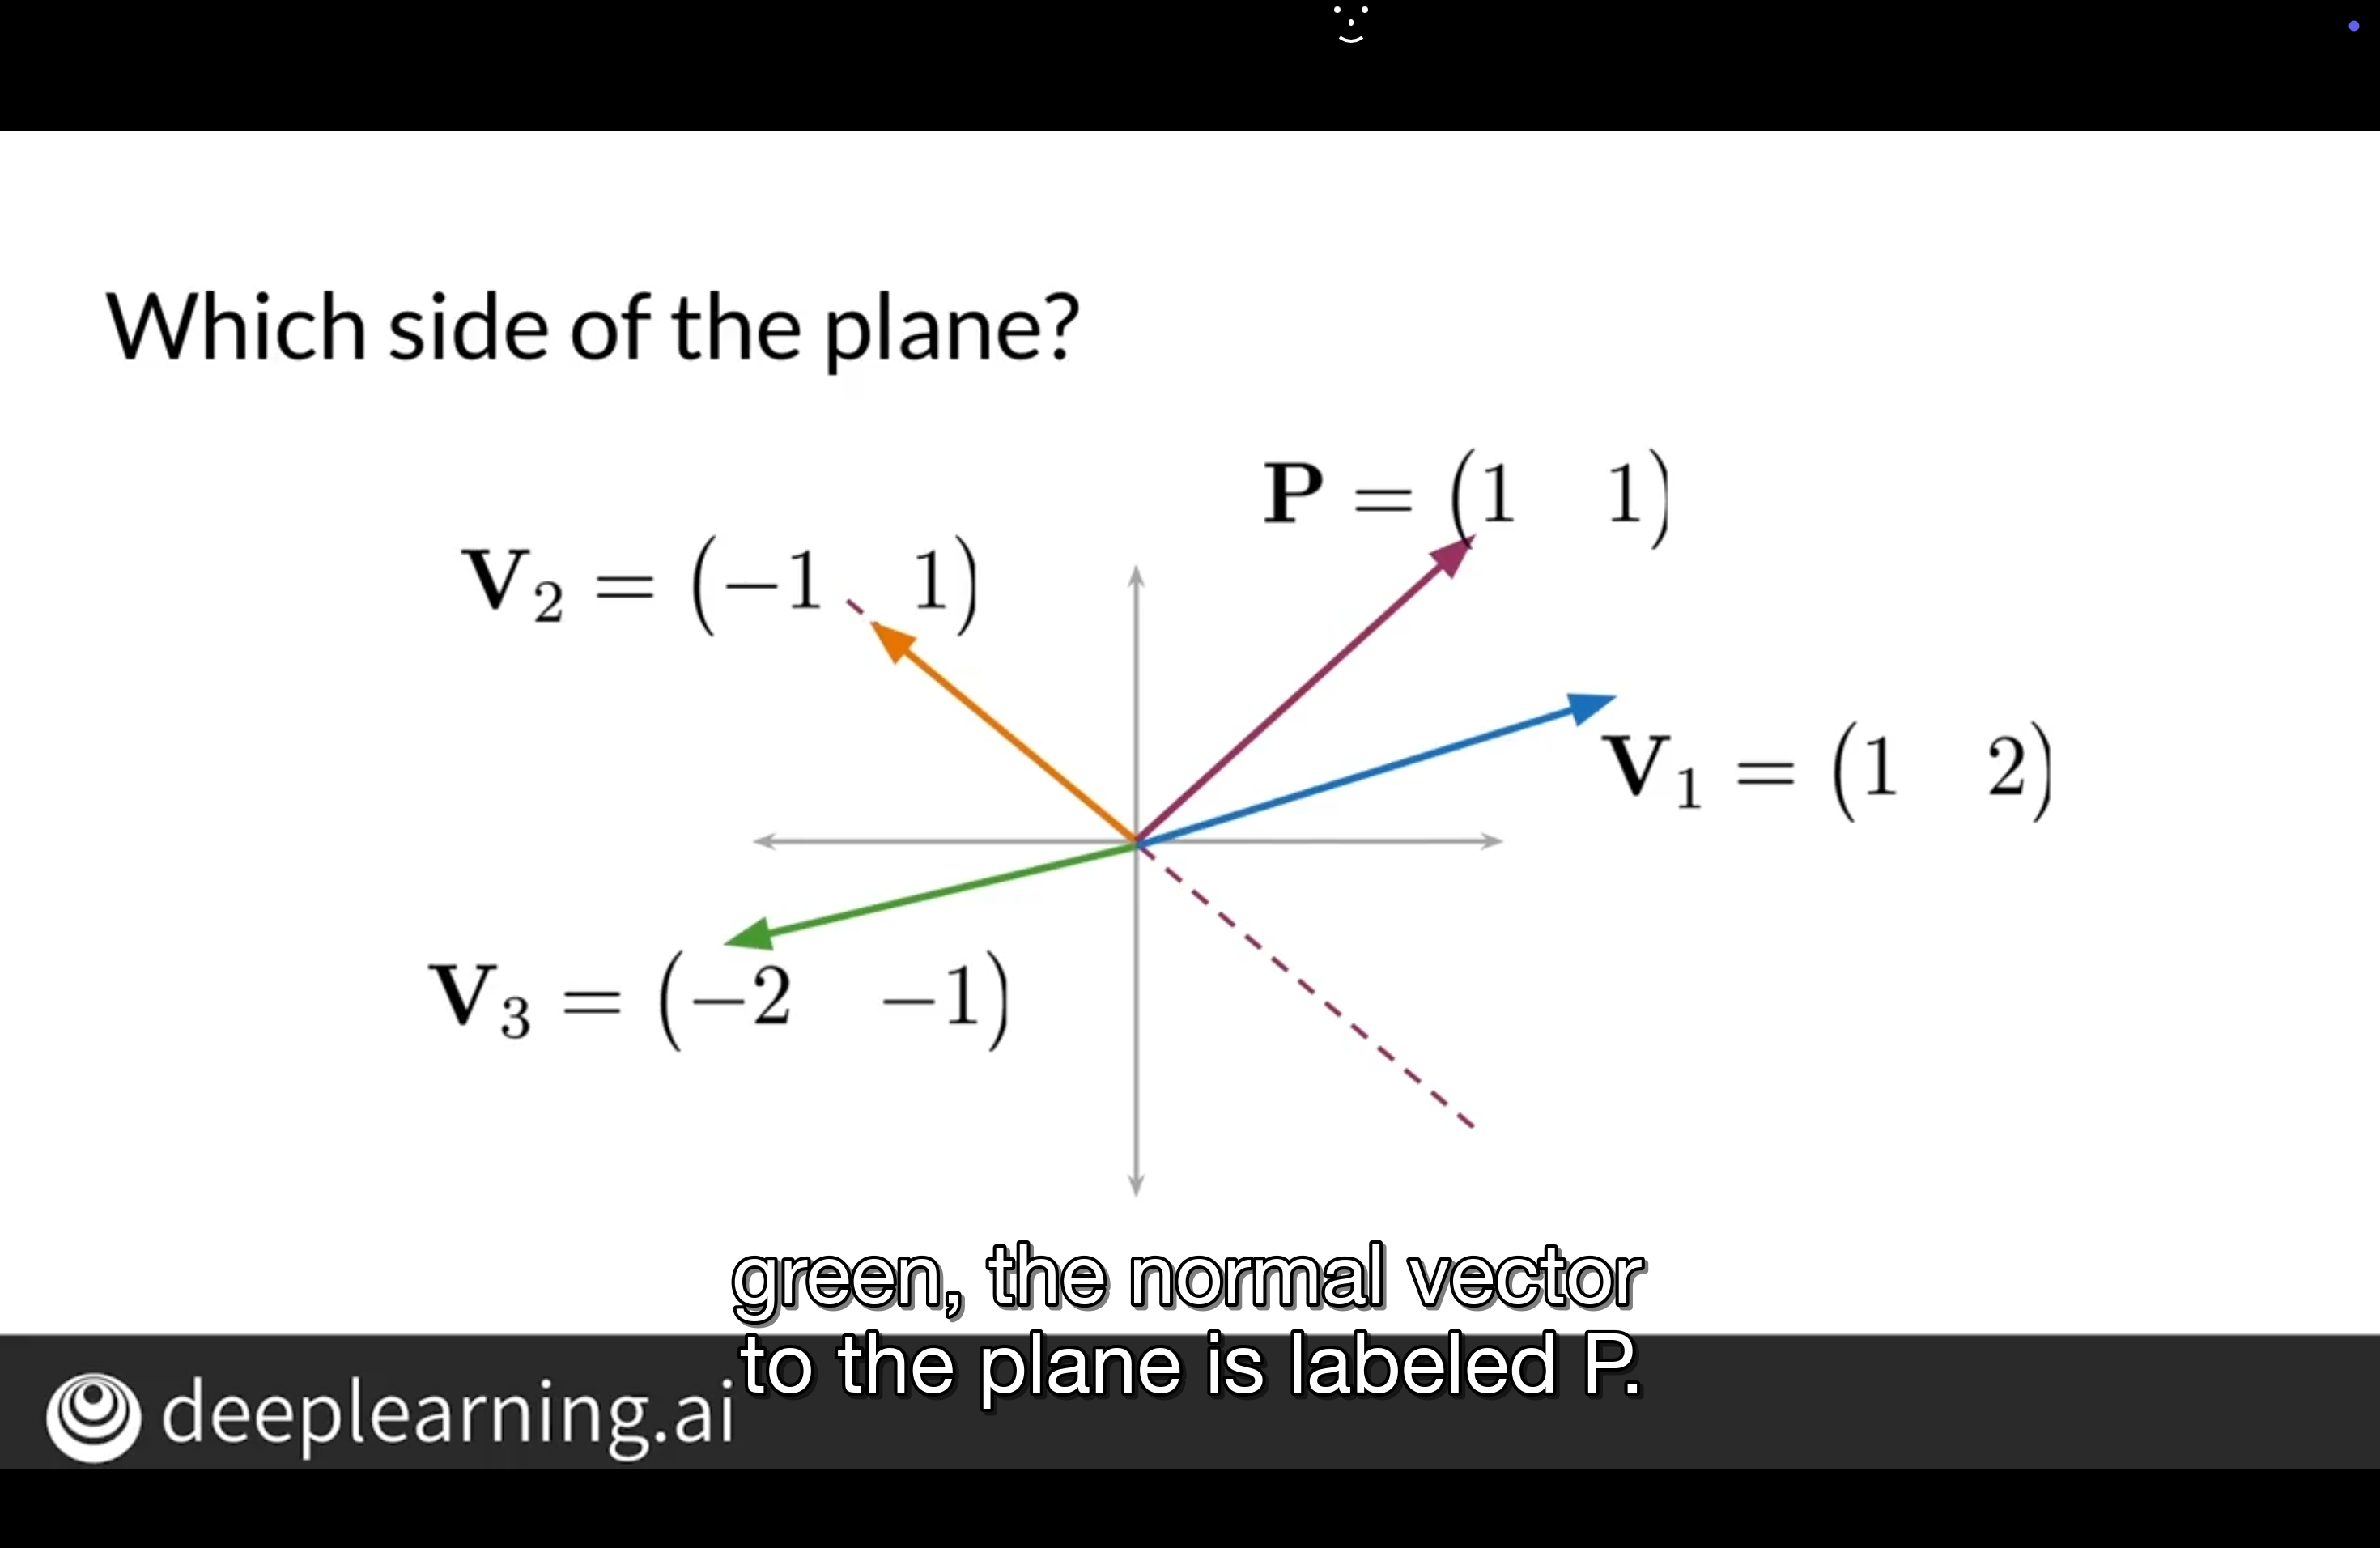 Which side of the plane?
P = (1 1)
V₂ = (−1 1)
V₁ = (1 2)
V₃ = (−2 −1)
green, the normal vector
to the plane is labeled P.
deeplearning.ai